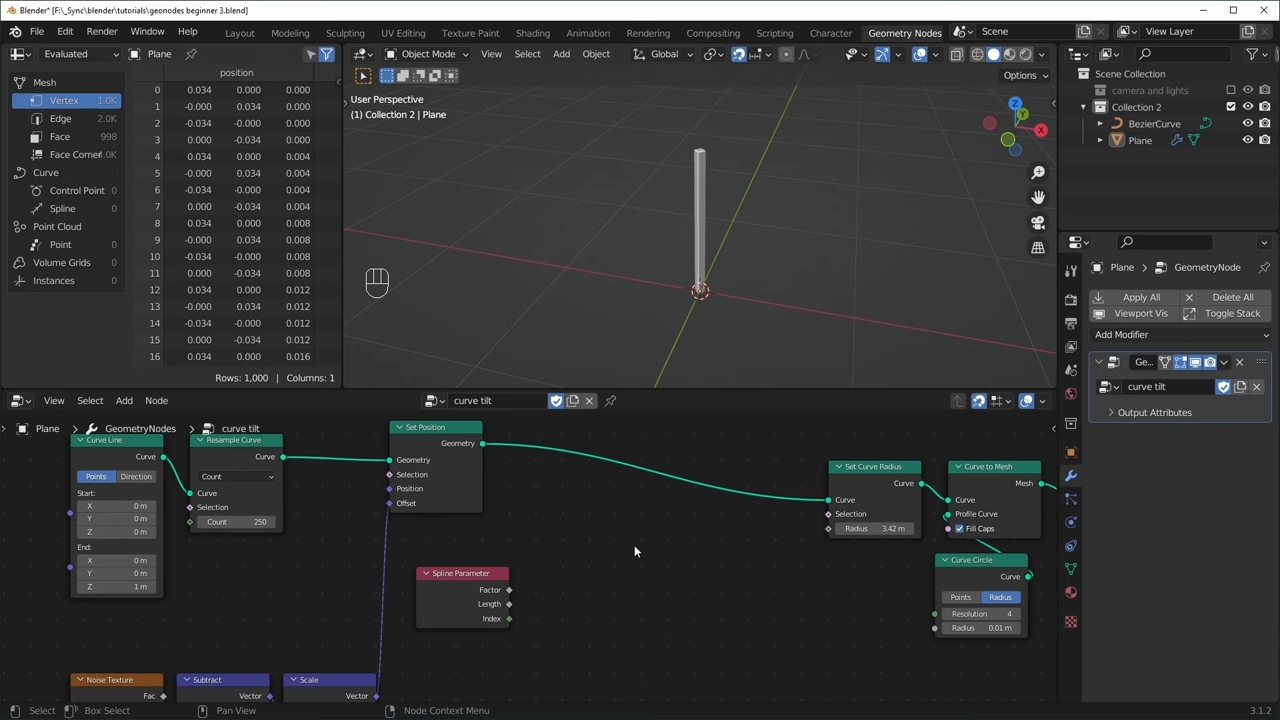 Blender* [F:\_Sync\blender\tutorials\geonodes beginner 3.blend]
File Edit Render Window Help Layout Modeling Sculpting UV Editing Texture Paint Shading Animation Rendering Compositing Scripting Character Geometry Nodes Scene View Layer
Evaluated Plane
Object Mode View Select Add Object Global
Options
Mesh
Vertex 1.0K
Edge 2.0K
Face 998
Face Corner 4.0K
Curve
Control Point 0
Spline 0
Point Cloud
Point 0
Volume Grids
Instances 0
position
0 0.034 0.000 0.000
1 -0.000 0.034 0.000
2 -0.034 0.000 0.000
3 0.000 -0.034 0.000
4 0.034 0.000 0.004
5 -0.000 0.034 0.004
6 -0.034 0.000 0.004
7 0.000 -0.034 0.004
8 0.034 0.000 0.008
9 -0.000 0.034 0.008
10 -0.034 0.000 0.008
11 0.000 -0.034 0.008
12 0.034 0.000 0.012
13 -0.000 0.034 0.012
14 -0.034 -0.000 0.012
15 0.000 -0.034 0.012
16 0.034 0.000 0.016
Rows: 1,000 | Columns: 1
User Perspective
(1) Collection 2 | Plane
Z
Y
X
Scene Collection
camera and lights
Collection 2
BezierCurve
Plane
Plane GeometryNode
Apply All Delete All
Viewport Vis Toggle Stack
Add Modifier
Ge...
curve tilt
Output Attributes
View Select Add Node curve tilt
Plane GeometryNodes curve tilt
Curve Line
Curve
Points Direction
Start:
X 0 m
Y 0 m
Z 0 m
End:
X 0 m
Y 0 m
Z 1 m
Resample Curve
Curve
Count
Curve
Selection
Count 250
Set Position
Geometry
Geometry
Selection
Position
Offset
Spline Parameter
Factor
Length
Index
Noise Texture
Fac
Subtract
Vector
Scale
Vector
Set Curve Radius
Curve
Curve
Selection
Radius 3.42 m
Curve to Mesh
Mesh
Curve
Profile Curve
Fill Caps
Curve Circle
Curve
Points Radius
Resolution 4
Radius 0.01 m
Select Box Select Pan View Node Context Menu 3.1.2